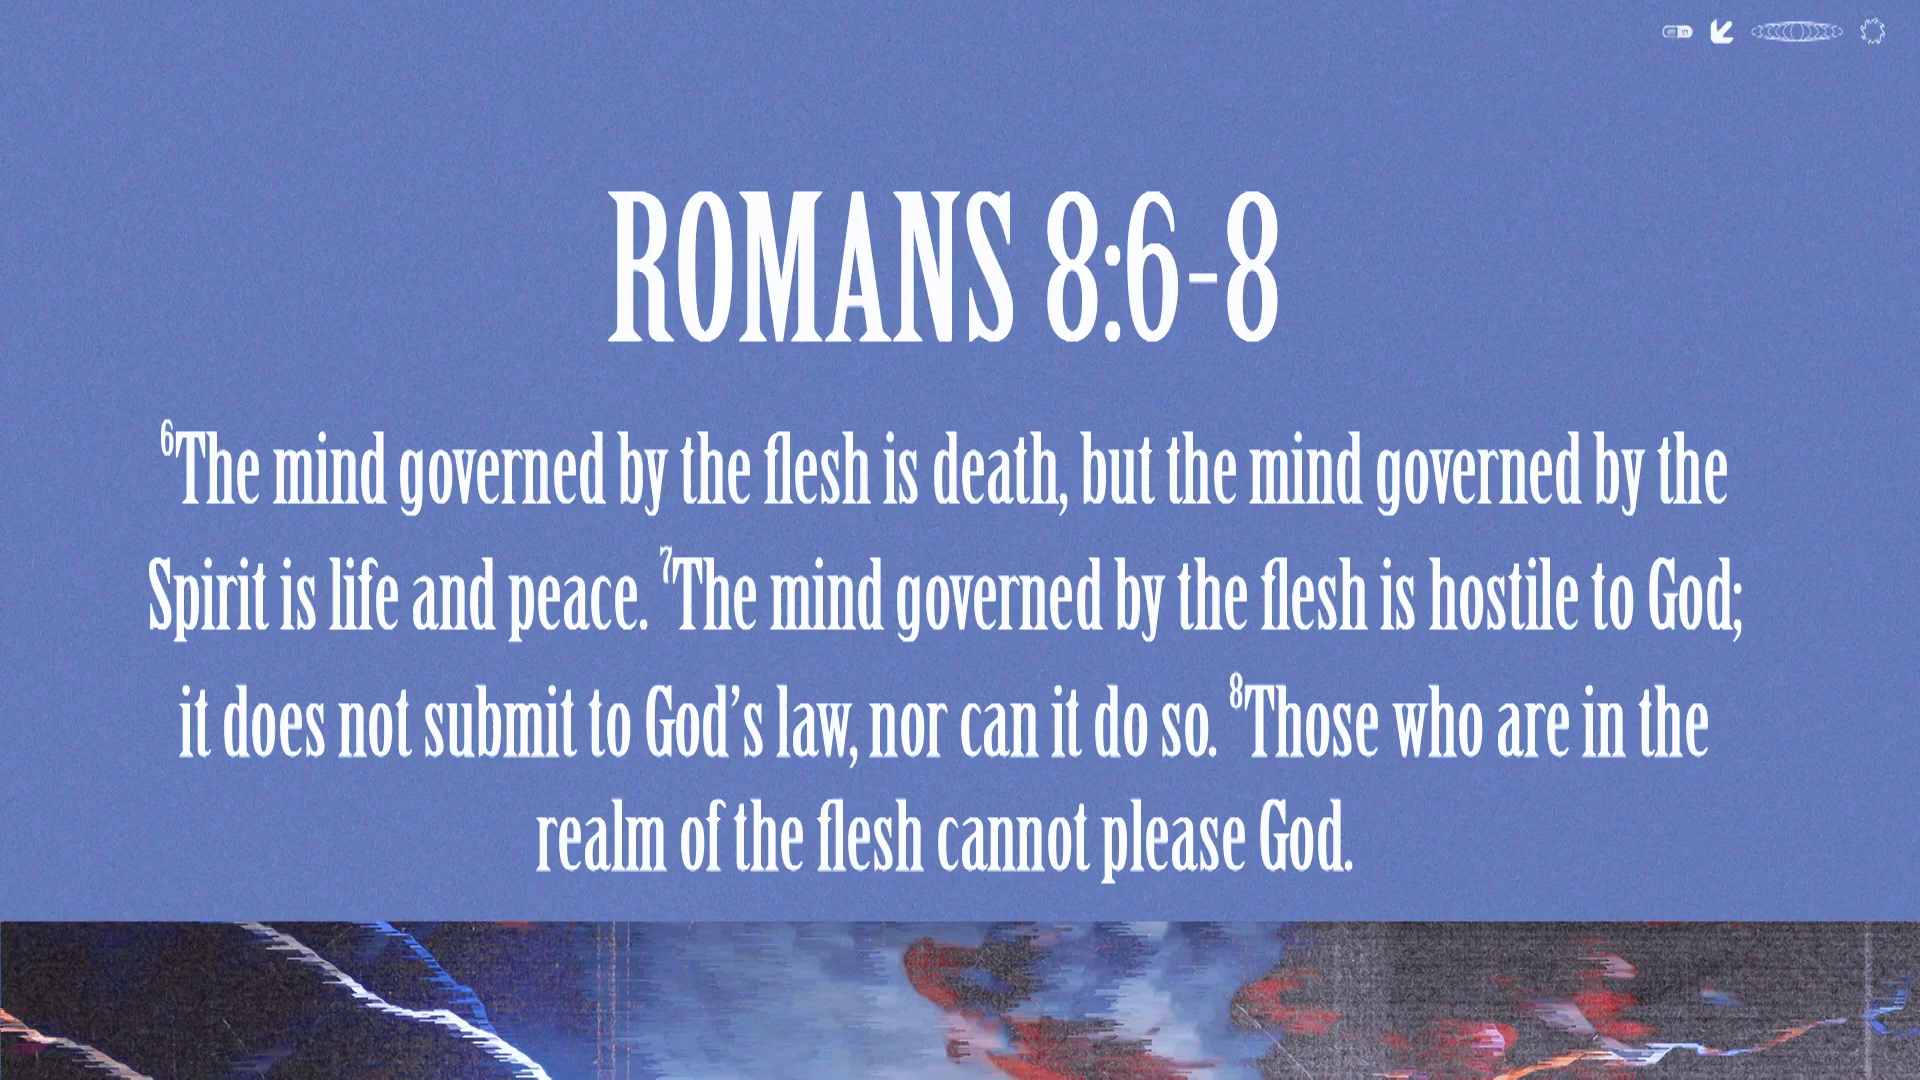 ROMANS 8:6-8
⁶The mind governed by the flesh is death, but the mind governed by the
Spirit is life and peace. ⁷The mind governed by the flesh is hostile to God;
it does not submit to God’s law, nor can it do so. ⁸Those who are in the
realm of the flesh cannot please God.